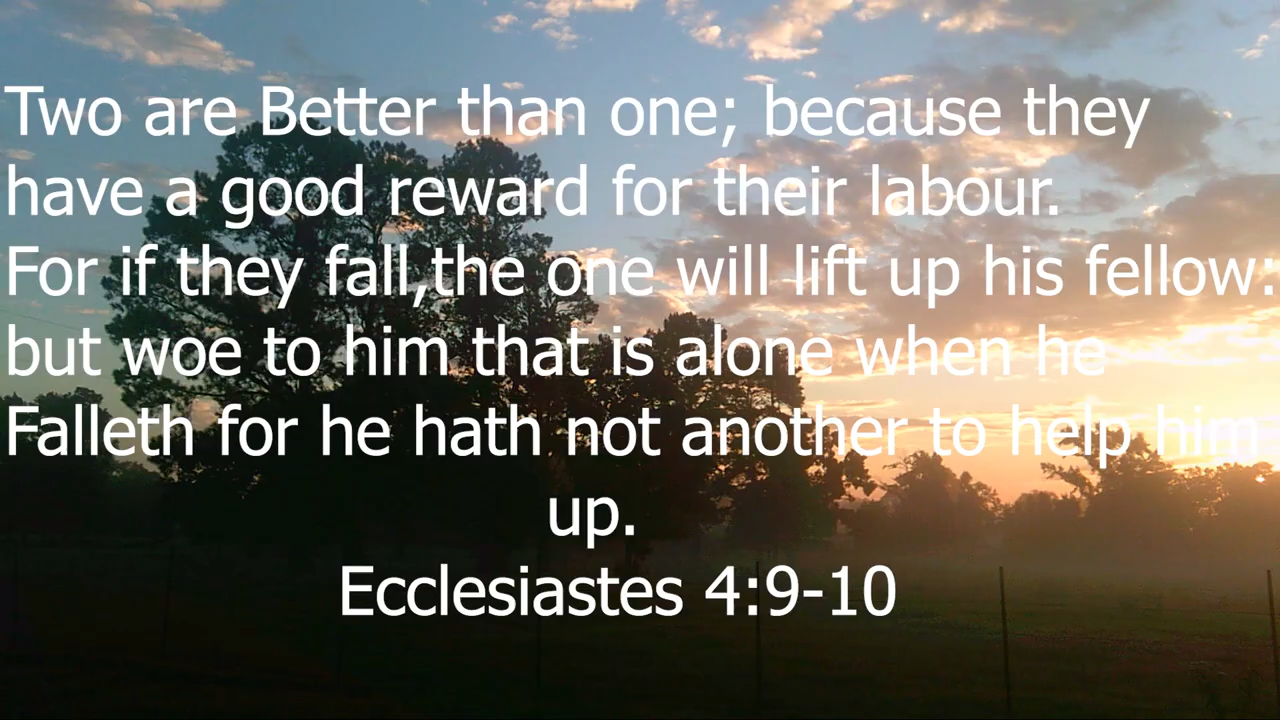 Two are Better than one; because they
have a good reward for their labour.
For if they fall,the one will lift up his fellow:
but woe to him that is alone when he
Falleth for he hath not another to help him
up.
Ecclesiastes 4:9-10